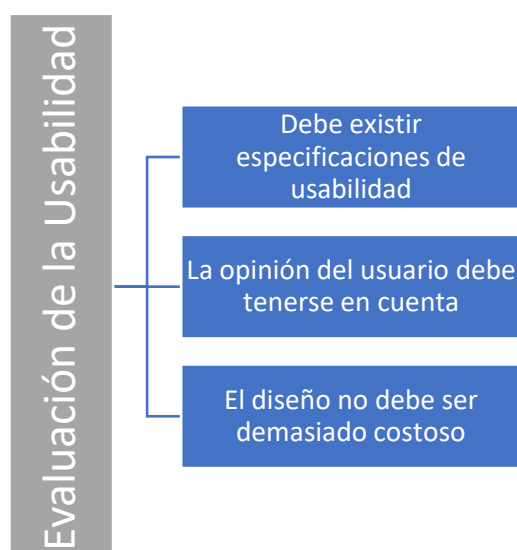 Evaluación de la Usabilidad
Debe existir
especificaciones de
usabilidad
La opinión del usuario debe
tenerse en cuenta
El diseño no debe ser
demasiado costoso